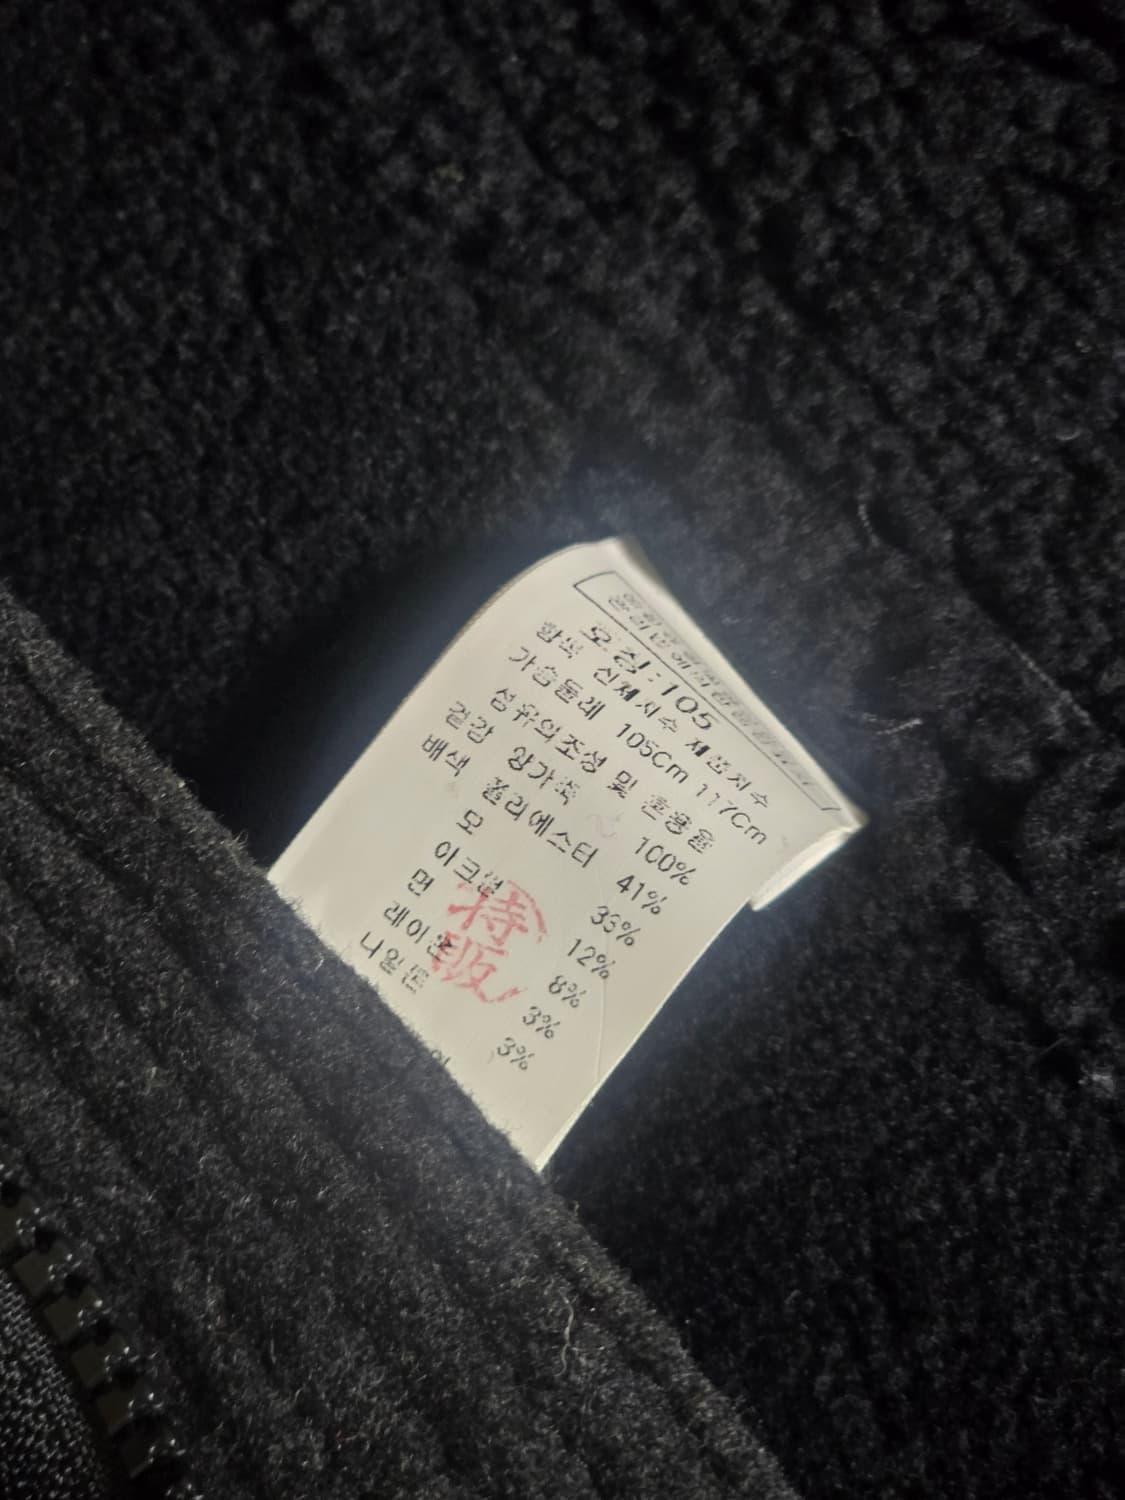 호칭:105
항목 신체치수 제품치수
가슴둘레 105Cm 117Cm
섬유의조성 및 혼용율
겉감 양가죽 100%
배색 폴리에스터 41%
모 33%
아크릴 12%
면 8%
레이온 3%
나일론 3%
特
販